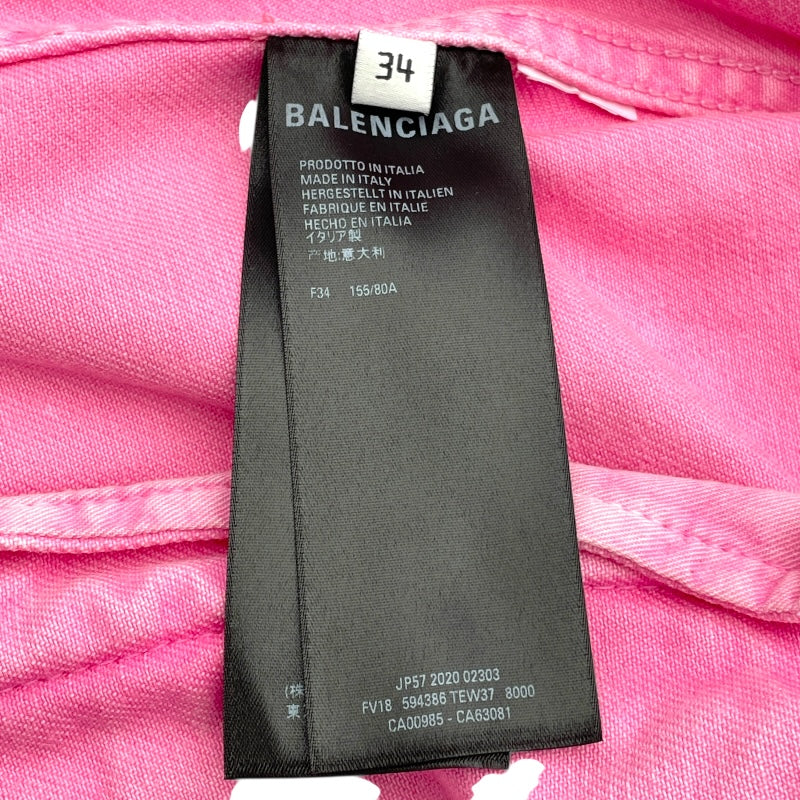 34
BALENCIAGA
PRODOTTO IN ITALIA
MADE IN ITALY
HERGESTELLT IN ITALIEN
FABRIQUE EN ITALIE
HECHO EN ITALIA
イタリア製
产地:意大利
F34 155/80A
JP57 2020 02303
FV18 594386 TEW37 8000
CA00985 - CA63081
(株
東